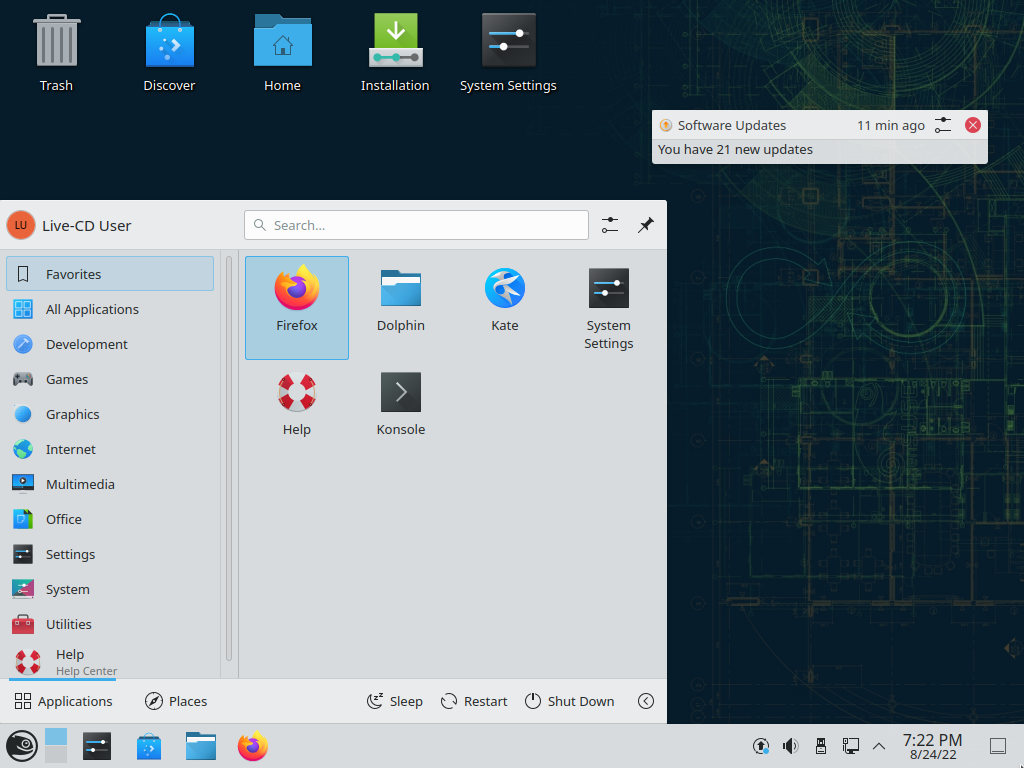 Trash
Discover
Home
Installation
System Settings
Software Updates 11 min ago
You have 21 new updates
LU Live-CD User
Search...
Favorites
All Applications
Development
Games
Graphics
Internet
Multimedia
Office
Settings
System
Utilities
Help
Help Center
Firefox
Dolphin
Kate
System
Settings
Help
Konsole
Applications
Places
Sleep
Restart
Shut Down
7:22 PM
8/24/22